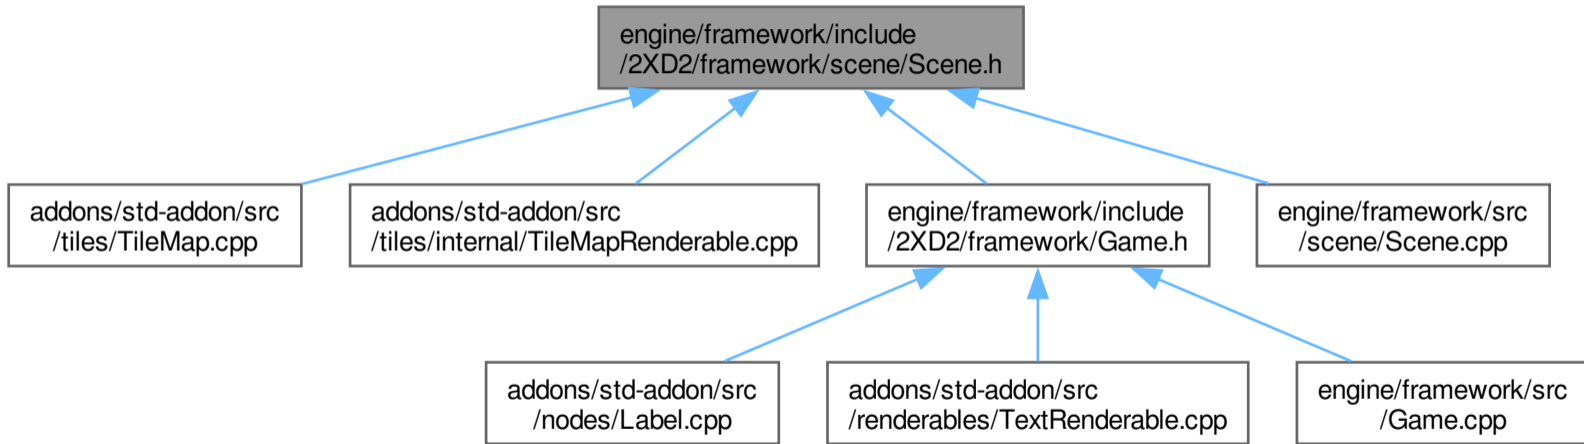 engine/framework/include
/2XD2/framework/scene/Scene.h
addons/std-addon/src
/tiles/TileMap.cpp
addons/std-addon/src
/tiles/internal/TileMapRenderable.cpp
engine/framework/include
/2XD2/framework/Game.h
engine/framework/src
/scene/Scene.cpp
addons/std-addon/src
/nodes/Label.cpp
addons/std-addon/src
/renderables/TextRenderable.cpp
engine/framework/src
/Game.cpp